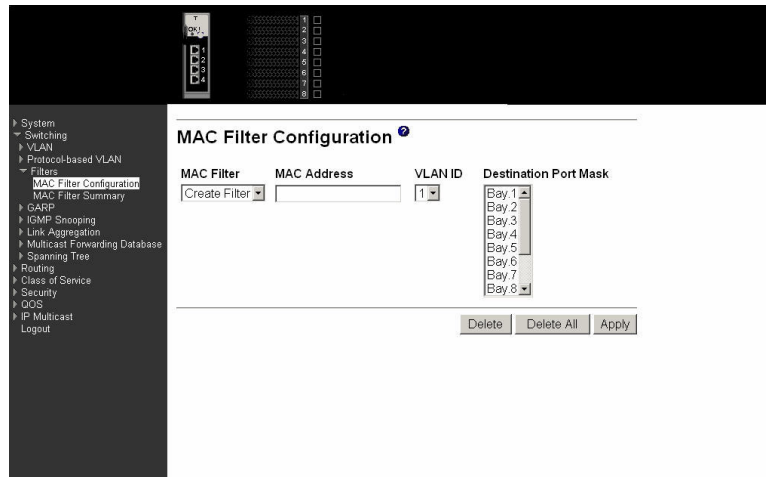 OK!
1
2
3
4
1
2
3
4
5
6
7
8
System
Switching
VLAN
Protocol-based VLAN
Filters
MAC Filter Configuration
MAC Filter Summary
GARP
IGMP Snooping
Link Aggregation
Multicast Forwarding Database
Spanning Tree
Routing
Class of Service
Security
QOS
IP Multicast
Logout
MAC Filter Configuration ?
MAC Filter MAC Address VLAN ID Destination Port Mask
Create Filter 1 Bay.1
Bay.2
Bay.3
Bay.4
Bay.5
Bay.6
Bay.7
Bay.8
Delete Delete All Apply